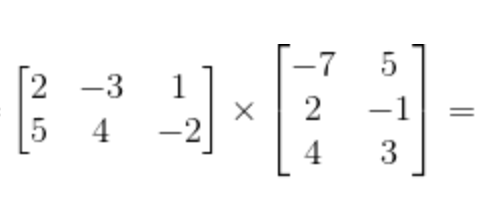 [2 −3 1] × [−7 5] =
[5 4 −2] [2 −1]
[4 3]